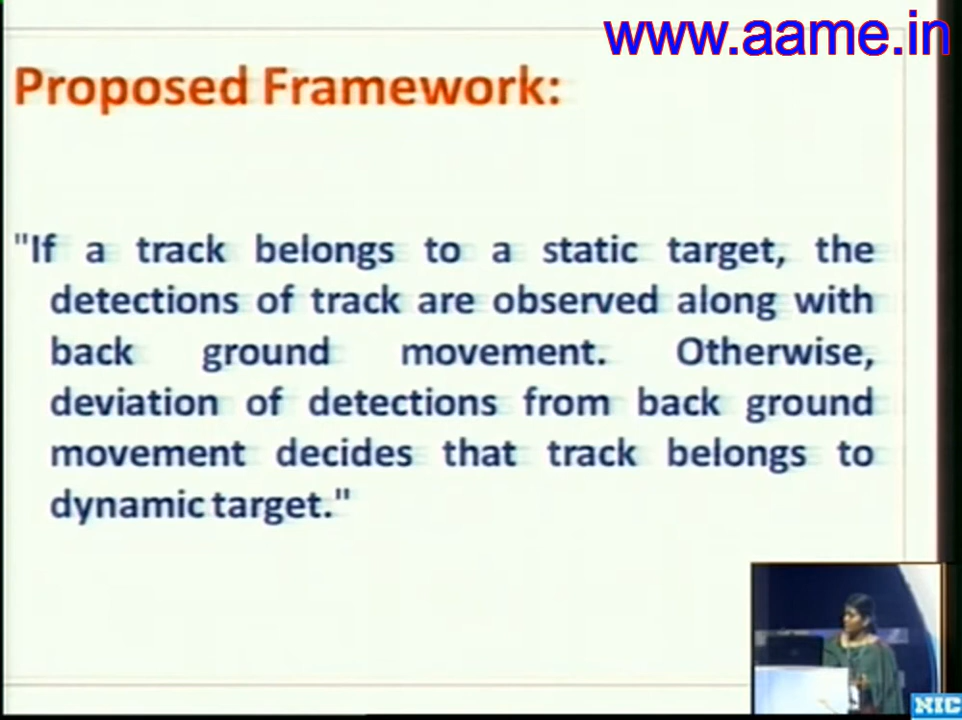 www.aame.in
Proposed Framework:
"If a track belongs to a static target, the
detections of track are observed along with
back ground movement. Otherwise,
deviation of detections from back ground
movement decides that track belongs to
dynamic target."
NIC